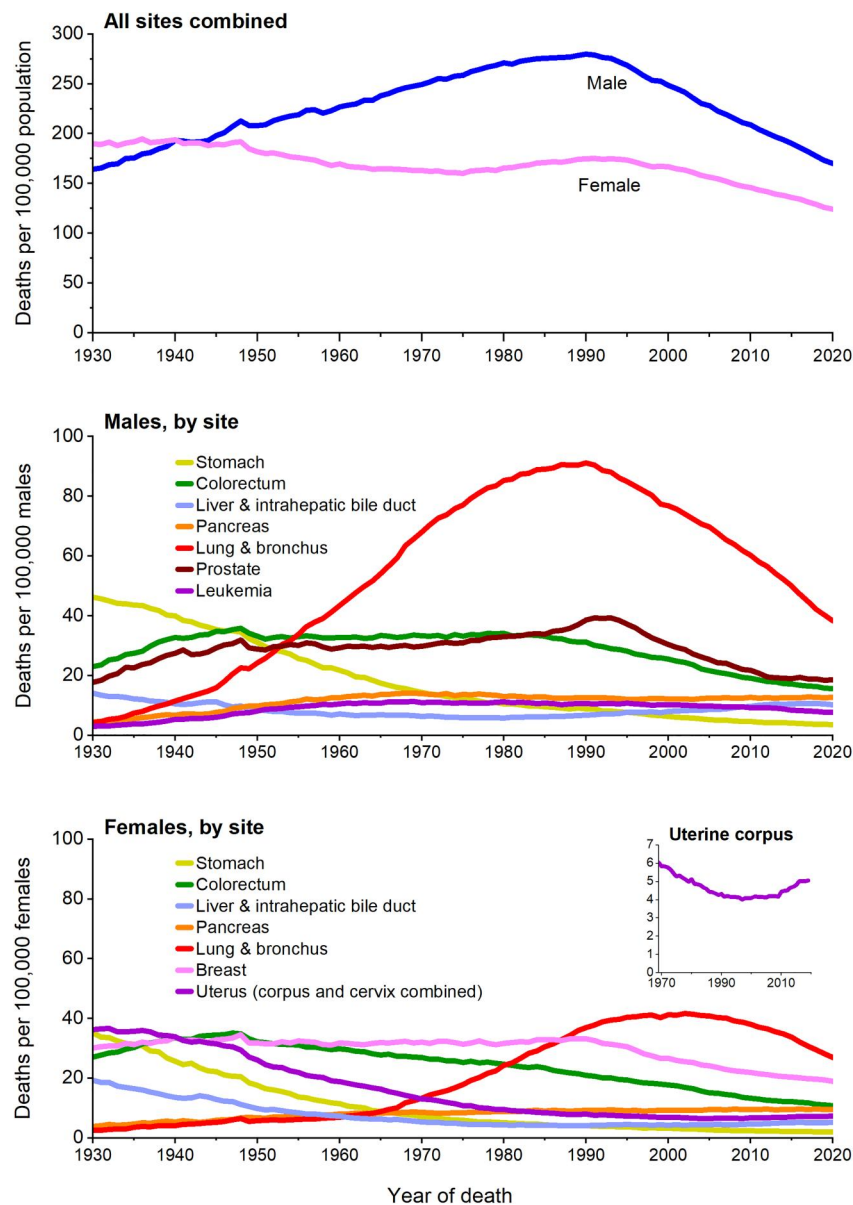 All sites combined
Deaths per 100,000 population
300
250
200
150
100
50
0
Male
Female
1930 1940 1950 1960 1970 1980 1990 2000 2010 2020
Males, by site
Deaths per 100,000 males
100
80
60
40
20
0
Stomach
Colorectum
Liver & intrahepatic bile duct
Pancreas
Lung & bronchus
Prostate
Leukemia
1930 1940 1950 1960 1970 1980 1990 2000 2010 2020
Females, by site
Deaths per 100,000 females
100
80
60
40
20
0
Stomach
Colorectum
Liver & intrahepatic bile duct
Pancreas
Lung & bronchus
Breast
Uterus (corpus and cervix combined)
Uterine corpus
7
6
5
4
3
2
1
0
1970 1990 2010
1930 1940 1950 1960 1970 1980 1990 2000 2010 2020
Year of death